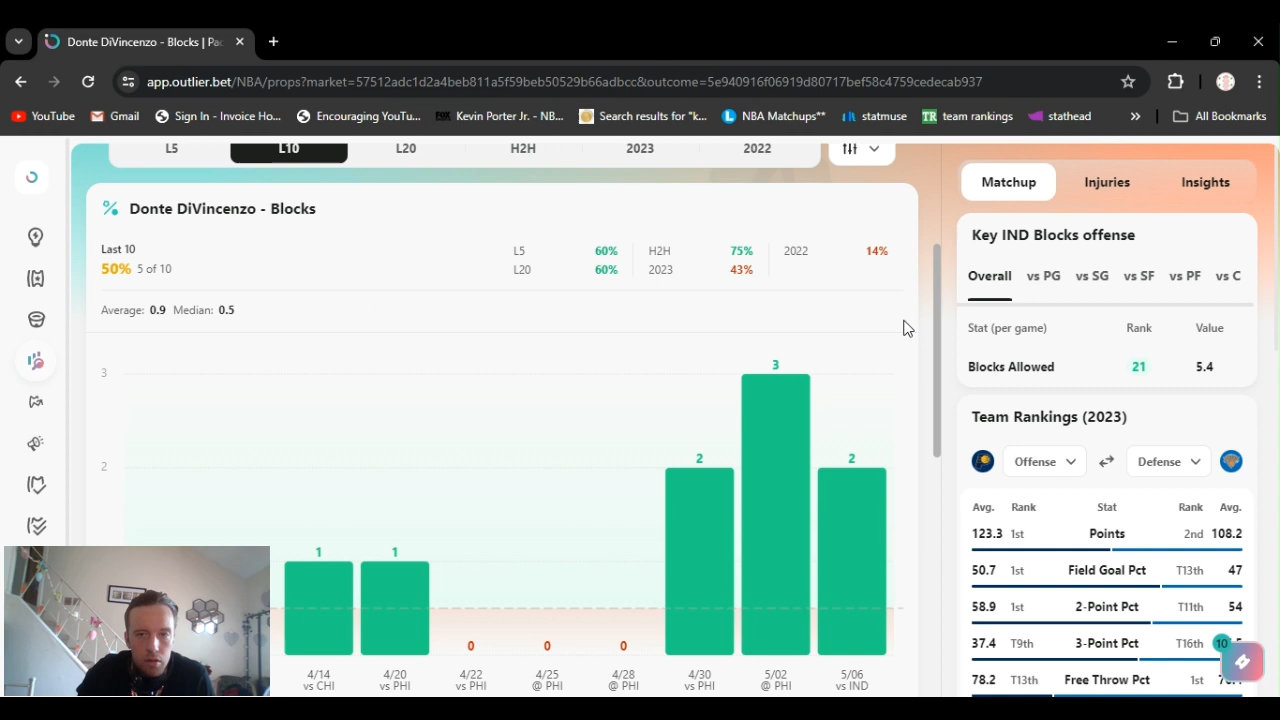 Donte DiVincenzo - Blocks | Pa
app.outlier.bet/NBA/props?market=57512adc1d2a4beb811a5f59beb50529b66adbcc&outcome=5e940916f06919d80717bef58c4759cedecab937
YouTube Gmail Sign In - Invoice Ho... Encouraging YouTu... Kevin Porter Jr. - NB... Search results for "k... NBA Matchups** statmuse team rankings stathead » All Bookmarks
L5 L10 L20 H2H 2023 2022
Matchup Injuries Insights
Donte DiVincenzo - Blocks
Last 10
50% 5 of 10
L5 60% H2H 75% 2022 14%
L20 60% 2023 43%
Average: 0.9 Median: 0.5
3
2
1
1
0
0
0
2
3
2
4/14 vs CHI
4/20 vs PHI
4/22 vs PHI
4/25 @ PHI
4/28 @ PHI
4/30 vs PHI
5/02 @ PHI
5/06 vs IND
Key IND Blocks offense
Overall vs PG vs SG vs SF vs PF vs C
Stat (per game) Rank Value
Blocks Allowed 21 5.4
Team Rankings (2023)
Offense Defense
Avg. Rank Stat Rank Avg.
123.3 1st Points 2nd 108.2
50.7 1st Field Goal Pct T13th 47
58.9 1st 2-Point Pct T11th 54
37.4 T9th 3-Point Pct T16th
78.2 T13th Free Throw Pct 1st